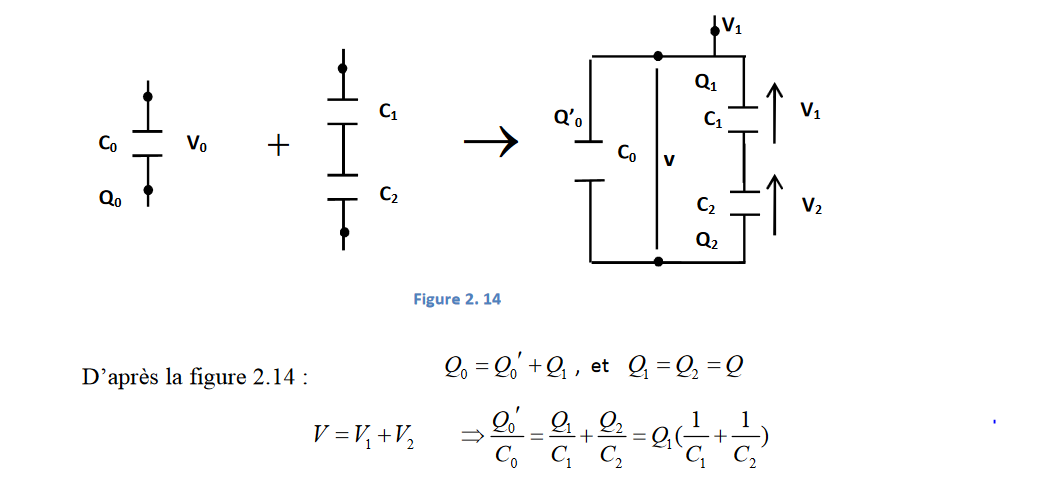 V₁
C₁
Q₁
Q'₀
V₁
C₁
C₀ V₀ +
C₀
V
C₂
Q₀
C₂
V₂
Q₂
Figure 2. 14
D'après la figure 2.14 : Q₀ = Q₀′ + Q₁ , et Q₁ = Q₂ = Q
V = V₁ + V₂ ⇒ Q₀′/C₀ = Q₁/C₁ + Q₂/C₂ = Q₁(1/C₁ + 1/C₂)